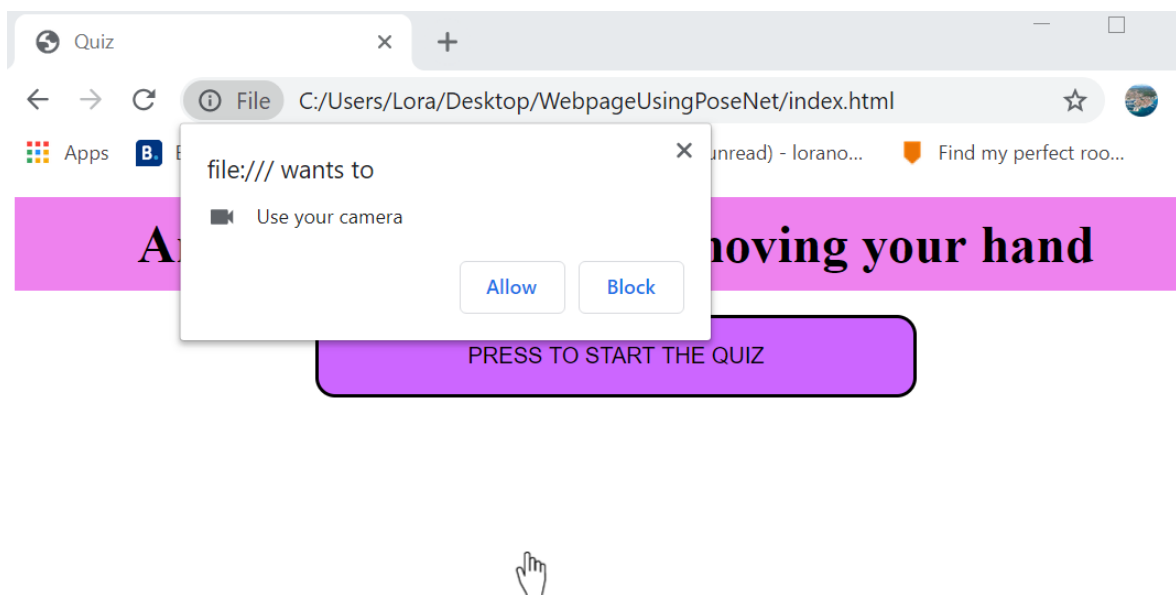 Quiz
File C:/Users/Lora/Desktop/WebpageUsingPoseNet/index.html
Apps B. unread) - lorano... Find my perfect roo...
file:/// wants to
Use your camera
Allow Block
your hand
PRESS TO START THE QUIZ